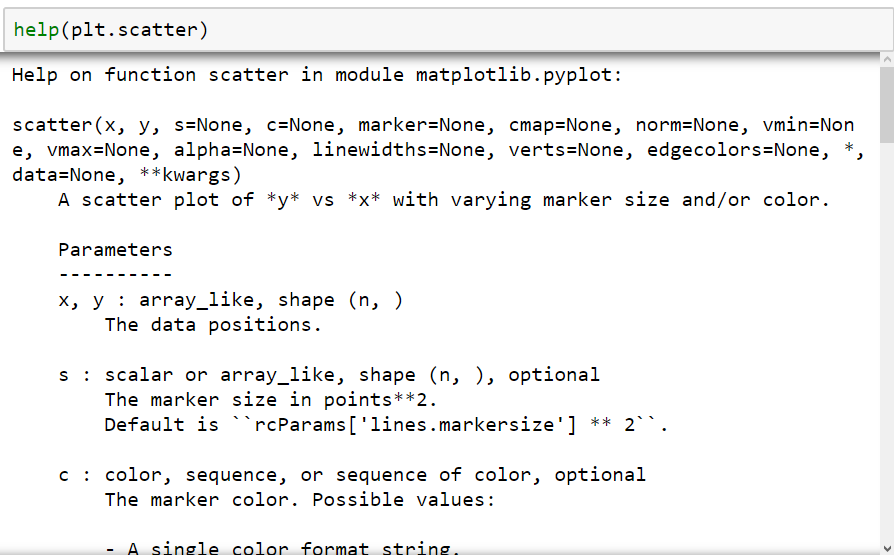 help(plt.scatter)
Help on function scatter in module matplotlib.pyplot:
scatter(x, y, s=None, c=None, marker=None, cmap=None, norm=None, vmin=Non
e, vmax=None, alpha=None, linewidths=None, verts=None, edgecolors=None, *,
data=None, **kwargs)
A scatter plot of *y* vs *x* with varying marker size and/or color.
Parameters
----------
x, y : array_like, shape (n, )
The data positions.
s : scalar or array_like, shape (n, ), optional
The marker size in points**2.
Default is ``rcParams['lines.markersize'] ** 2``.
c : color, sequence, or sequence of color, optional
The marker color. Possible values:
- A single color format string.